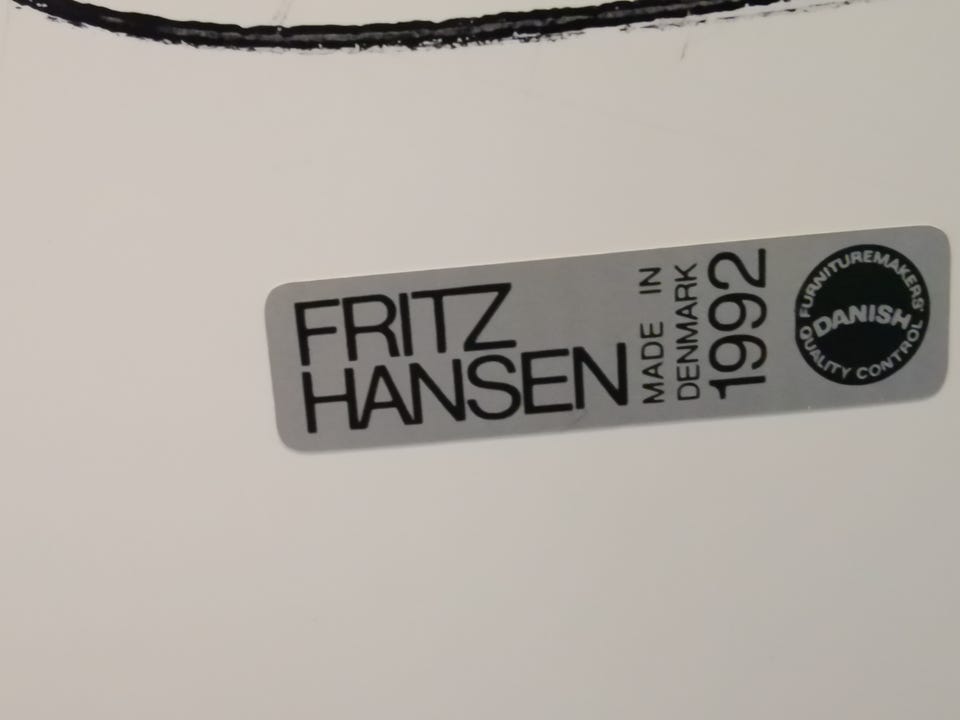 FRITZ
HANSEN
MADE IN
DENMARK
1992
FURNITUREMAKERS'
DANISH
QUALITY CONTROL